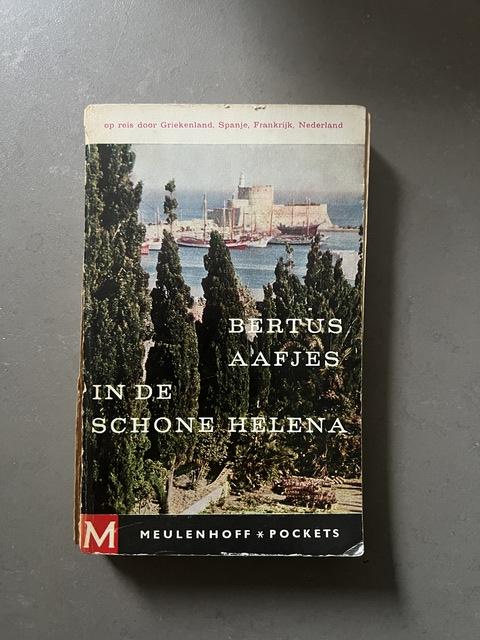 op reis door Griekenland, Spanje, Frankrijk, Nederland
BERTUS
AAFJES
IN DE
SCHONE HELENA
M MEULENHOFF * POCKETS